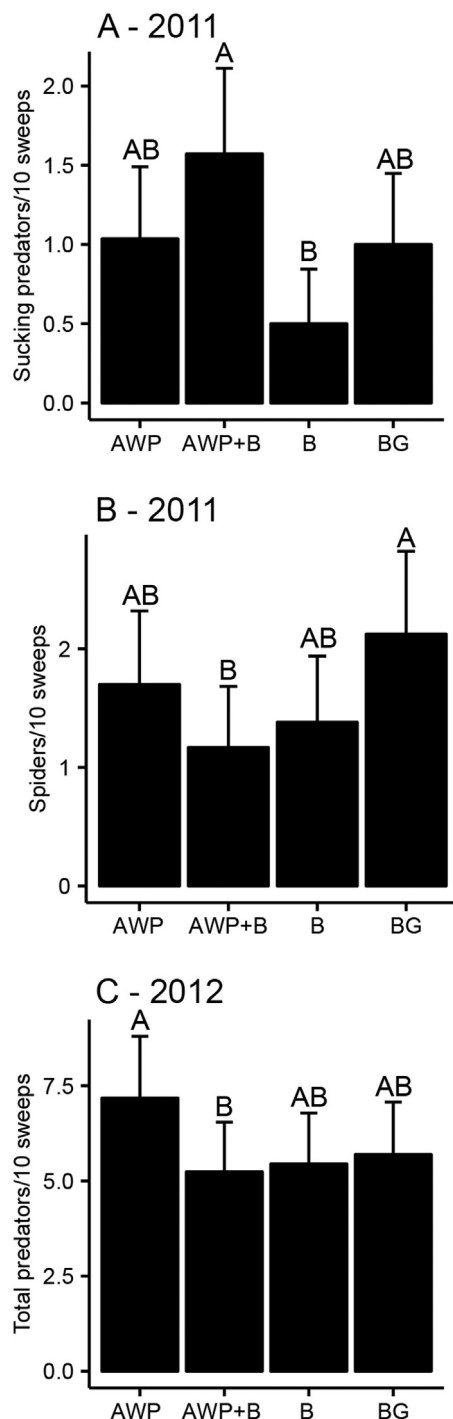 A - 2011
Sucking predators/10 sweeps
2.0
1.5
1.0
0.5
0.0
AB
A
B
AB
AWP AWP+B B BG
B - 2011
Spiders/10 sweeps
2
1
0
AB
B
AB
A
AWP AWP+B B BG
C - 2012
Total predators/10 sweeps
7.5
5.0
2.5
0.0
A
B
AB
AB
AWP AWP+B B BG